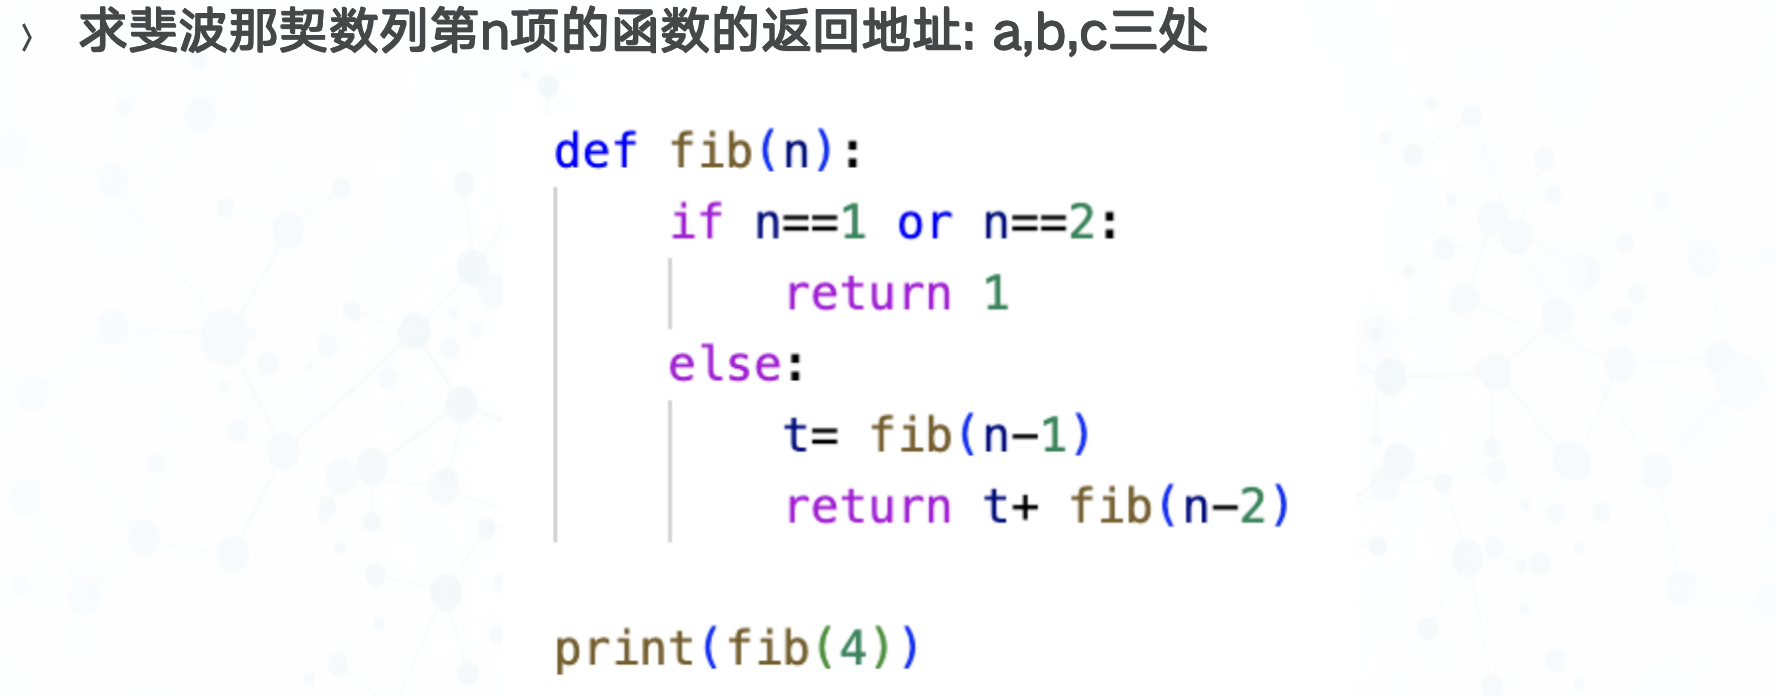 › 求斐波那契数列第n项的函数的返回地址: a,b,c三处
def fib(n):
    if n==1 or n==2:
        return 1
    else:
        t= fib(n-1)
        return t+ fib(n-2)
print(fib(4))